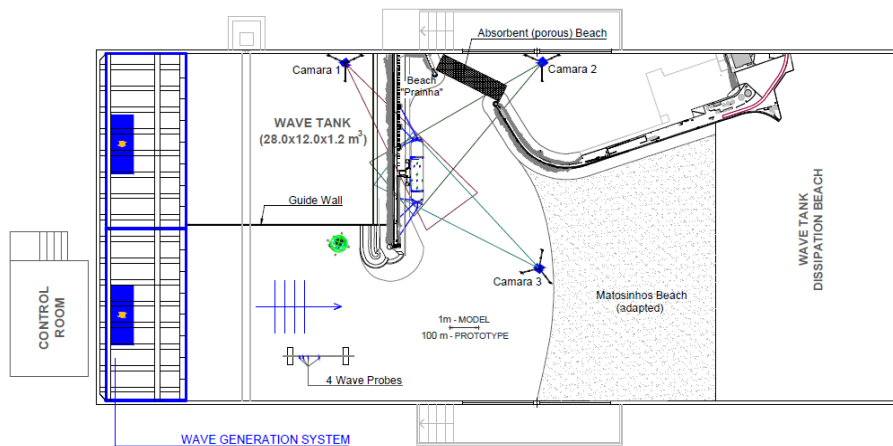 Absorbent (porous) Beach
Camara 1
Camara 2
Beach
"Prainha"
WAVE TANK
(28.0x12.0x1.2 m³)
Guide Wall
WAVE TANK
DISSIPATION BEACH
CONTROL
ROOM
Camara 3
Matosinhos Beach
(adapted)
1m - MODEL
100 m - PROTOTYPE
4 Wave Probes
WAVE GENERATION SYSTEM